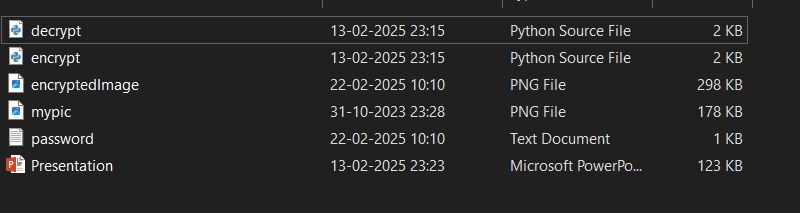 decrypt 13-02-2025 23:15 Python Source File 2 KB
encrypt 13-02-2025 23:15 Python Source File 2 KB
encryptedImage 22-02-2025 10:10 PNG File 298 KB
mypic 31-10-2023 23:28 PNG File 178 KB
password 22-02-2025 10:10 Text Document 1 KB
Presentation 13-02-2025 23:23 Microsoft PowerPo... 123 KB